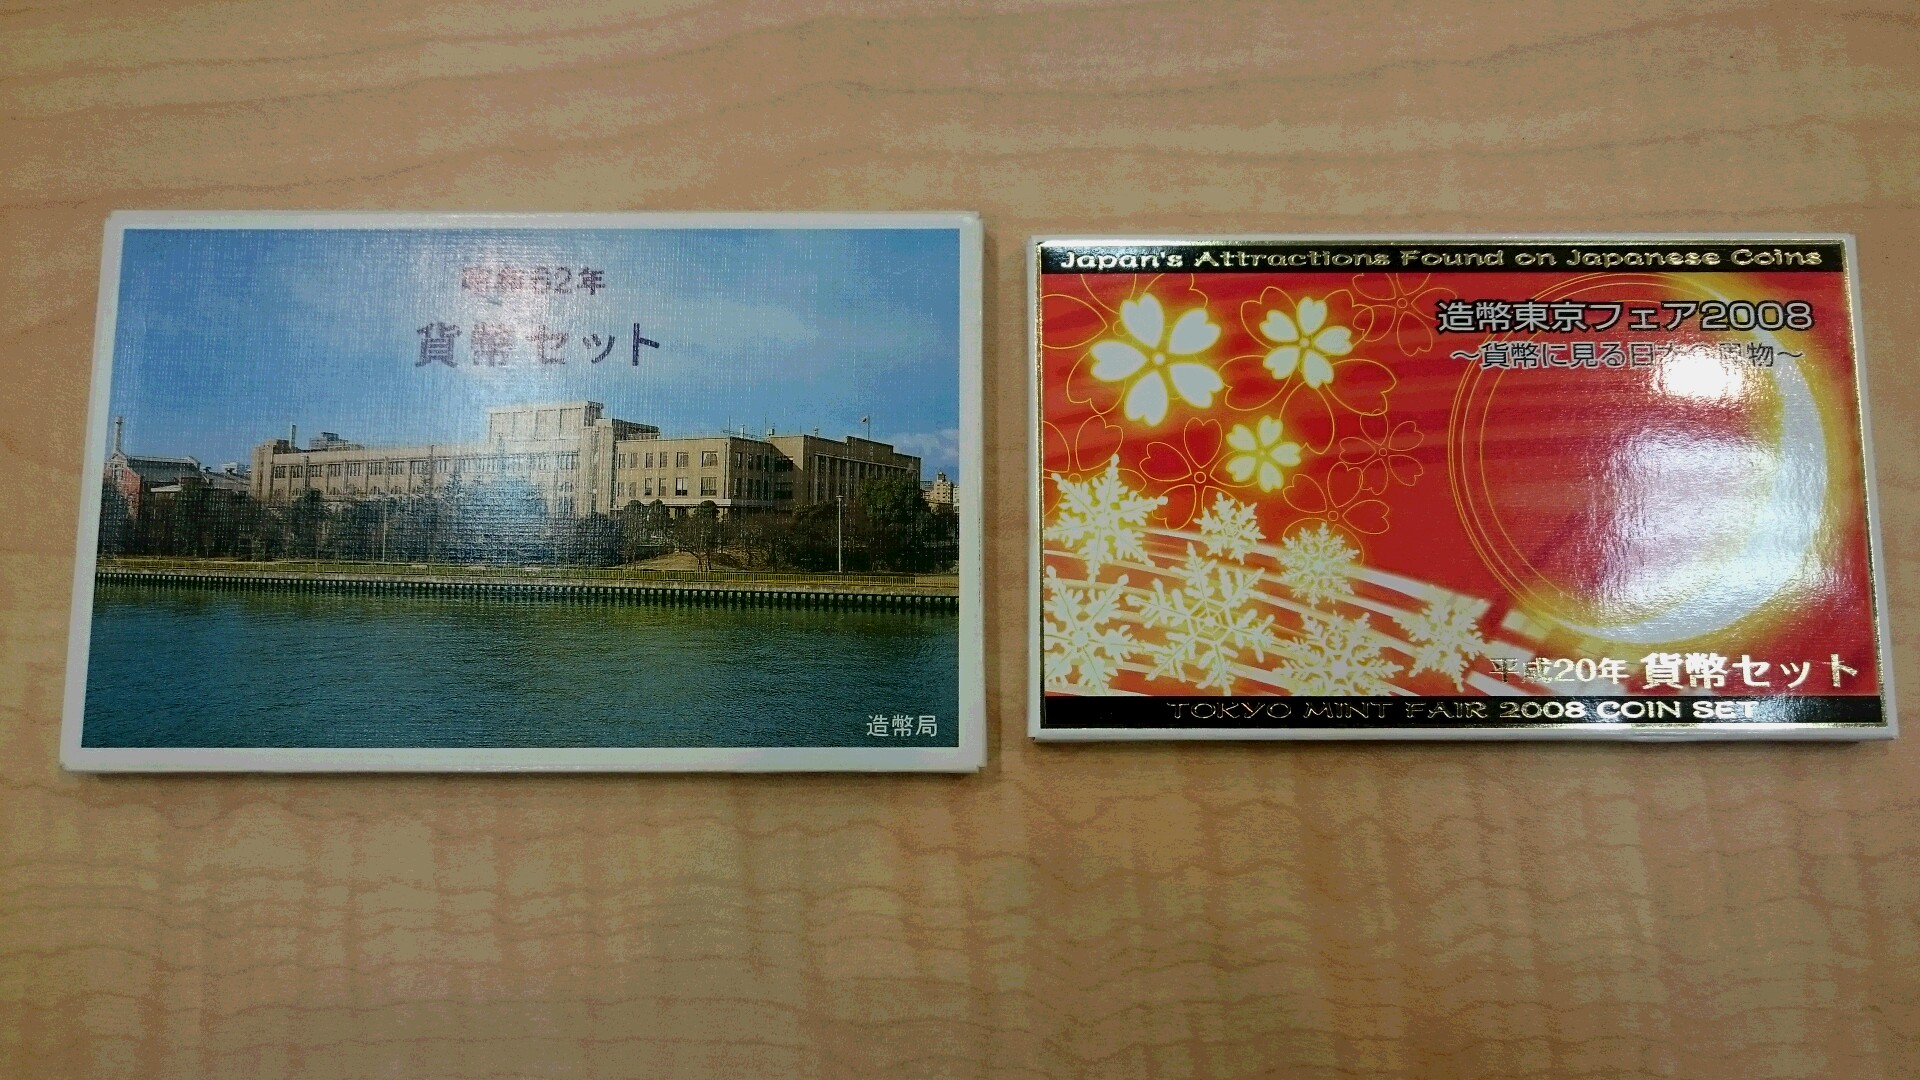 昭和62年
貨幣セット
造幣局
Japan's Attractions Found on Japanese Coins
造幣東京フェア2008
～貨幣に見る日本の風物～
平成20年 貨幣セット
TOKYO MINT FAIR 2008 COIN SET